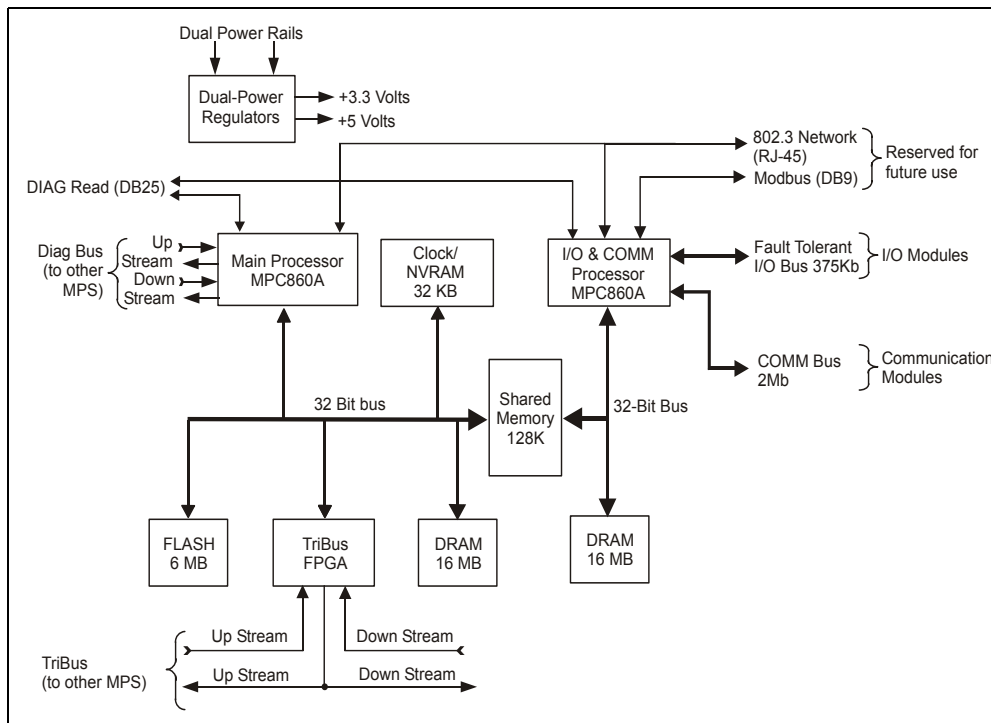 Dual Power Rails
Dual-Power
Regulators
+3.3 Volts
+5 Volts
802.3 Network
(RJ-45)
Modbus (DB9)
Reserved for
future use
DIAG Read (DB25)
Diag Bus
(to other
MPS)
Up
Stream
Down
Stream
Main Processor
MPC860A
Clock/
NVRAM
32 KB
I/O & COMM
Processor
MPC860A
Fault Tolerant
I/O Bus 375Kb
I/O Modules
COMM Bus
2Mb
Communication
Modules
32 Bit bus
Shared
Memory
128K
32-Bit Bus
FLASH
6 MB
TriBus
FPGA
DRAM
16 MB
DRAM
16 MB
TriBus
(to other MPS)
Up Stream
Down Stream
Up Stream
Down Stream